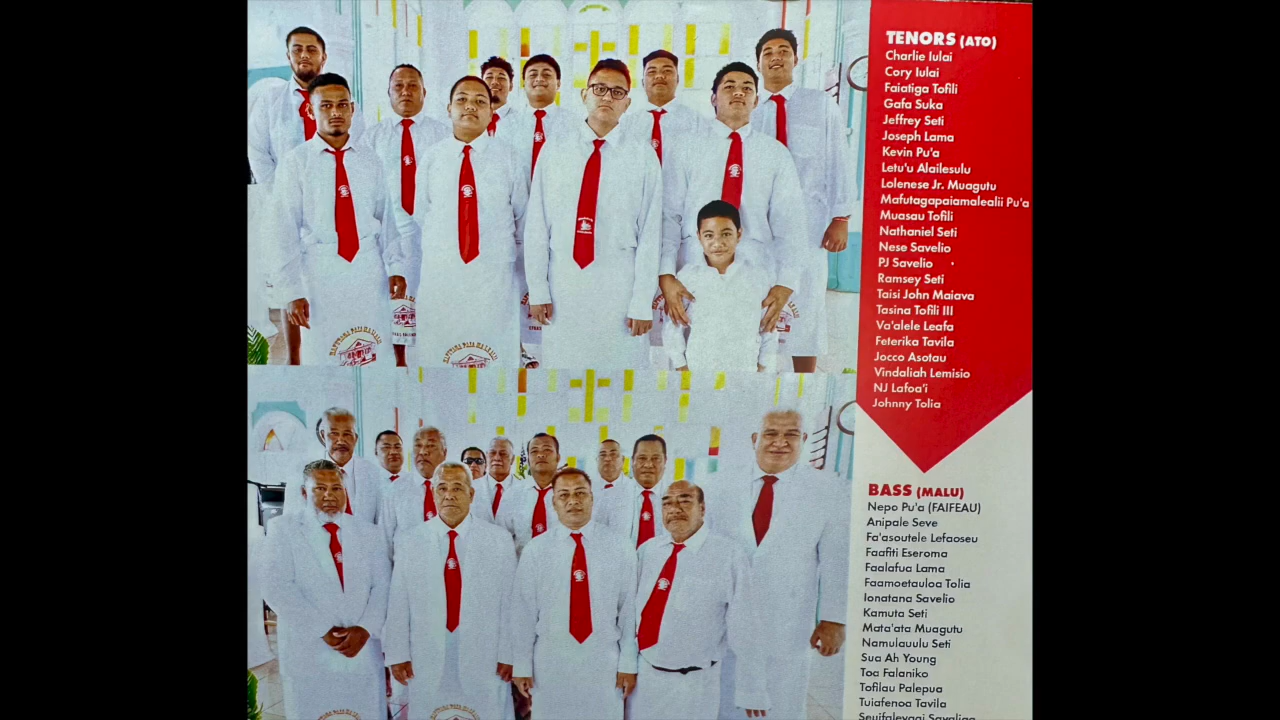 TENORS (ATO)
Charlie Iulai
Cory Iulai
Faiatiga Tofili
Gafa Suka
Jeffrey Seti
Joseph Lama
Kevin Pu'a
Letu'u Alailesulu
Lolenese Jr. Muagutu
Mafutagapaiamalealii Pu'a
Muasau Tofili
Nathaniel Seti
Nese Savelio
PJ Savelio
Ramsey Seti
Taisi John Maiava
Tasina Tofili III
Va'alele Leafa
Feterika Tavila
Jocco Asotau
Vindaliah Lemisio
NJ Lafoa'i
Johnny Tolia
BASS (MALU)
Nepo Pu'a (FAIFEAU)
Anipale Seve
Fa'asoutele Lefaoseu
Faafiti Eseroma
Faalafua Lama
Faamoetauloa Tolia
Ionatana Savelio
Kamuta Seti
Mata'ata Muagutu
Namulauulu Seti
Sua Ah Young
Toa Falaniko
Tofilau Palepua
Tuiafenoa Tavila